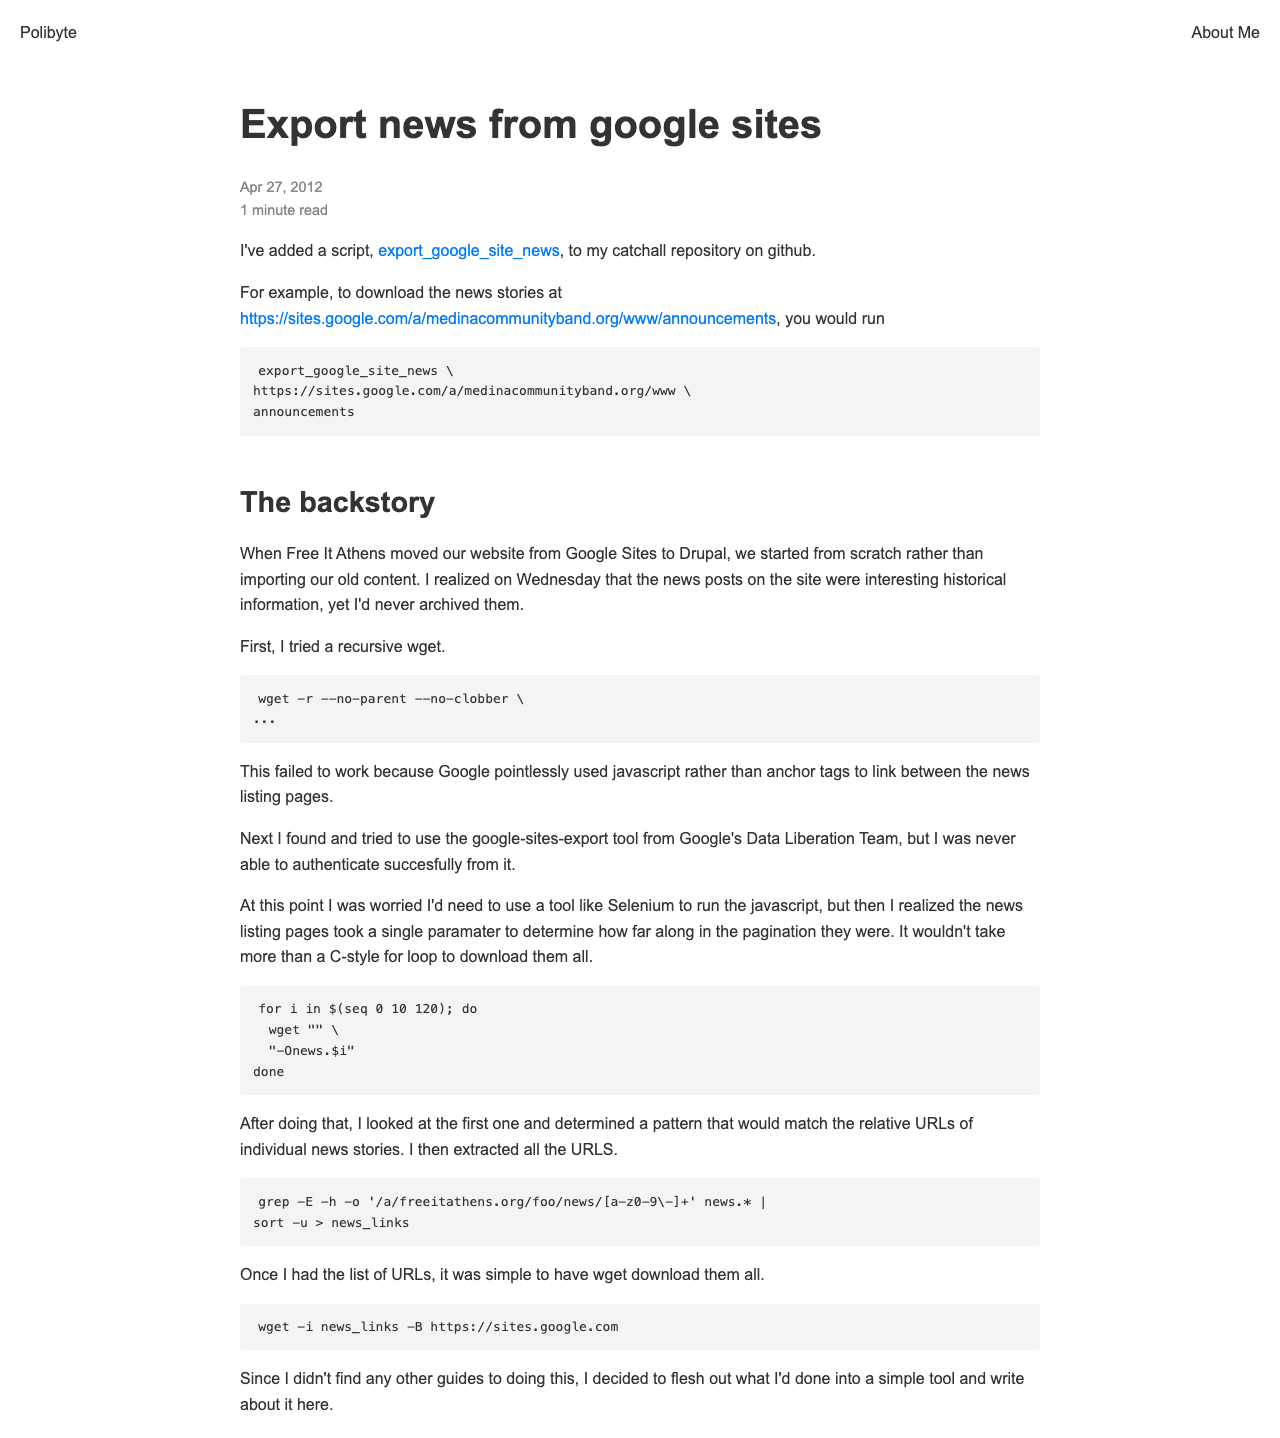 Polibyte
About Me
Export news from google sites
Apr 27, 2012
1 minute read
I've added a script, export_google_site_news, to my catchall repository on github.
For example, to download the news stories at
https://sites.google.com/a/medinacommunityband.org/www/announcements, you would run
export_google_site_news \
https://sites.google.com/a/medinacommunityband.org/www \
announcements
The backstory
When Free It Athens moved our website from Google Sites to Drupal, we started from scratch rather than
importing our old content. I realized on Wednesday that the news posts on the site were interesting historical
information, yet I'd never archived them.
First, I tried a recursive wget.
wget -r --no-parent --no-clobber \
...
This failed to work because Google pointlessly used javascript rather than anchor tags to link between the news
listing pages.
Next I found and tried to use the google-sites-export tool from Google's Data Liberation Team, but I was never
able to authenticate succesfully from it.
At this point I was worried I'd need to use a tool like Selenium to run the javascript, but then I realized the news
listing pages took a single paramater to determine how far along in the pagination they were. It wouldn't take
more than a C-style for loop to download them all.
for i in $(seq 0 10 120); do
wget "" \
"-Onews.$i"
done
After doing that, I looked at the first one and determined a pattern that would match the relative URLs of
individual news stories. I then extracted all the URLS.
grep -E -h -o '/a/freeitathens.org/foo/news/[a-z0-9\-]+' news.* |
sort -u > news_links
Once I had the list of URLs, it was simple to have wget download them all.
wget -i news_links -B https://sites.google.com
Since I didn't find any other guides to doing this, I decided to flesh out what I'd done into a simple tool and write
about it here.